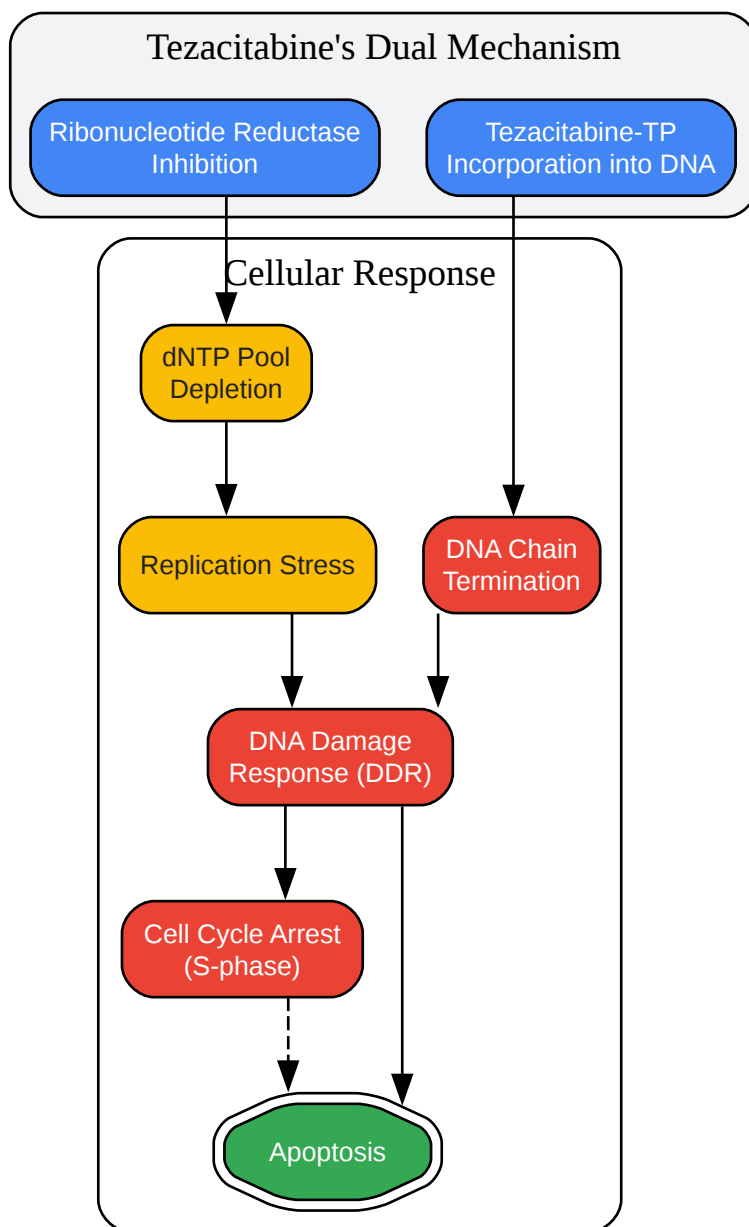 Tezacitabine's Dual Mechanism
Ribonucleotide Reductase
Inhibition
Tezacitabine-TP
Incorporation into DNA
Cellular Response
dNTP Pool
Depletion
Replication Stress
DNA Chain
Termination
DNA Damage
Response (DDR)
Cell Cycle Arrest
(S-phase)
Apoptosis